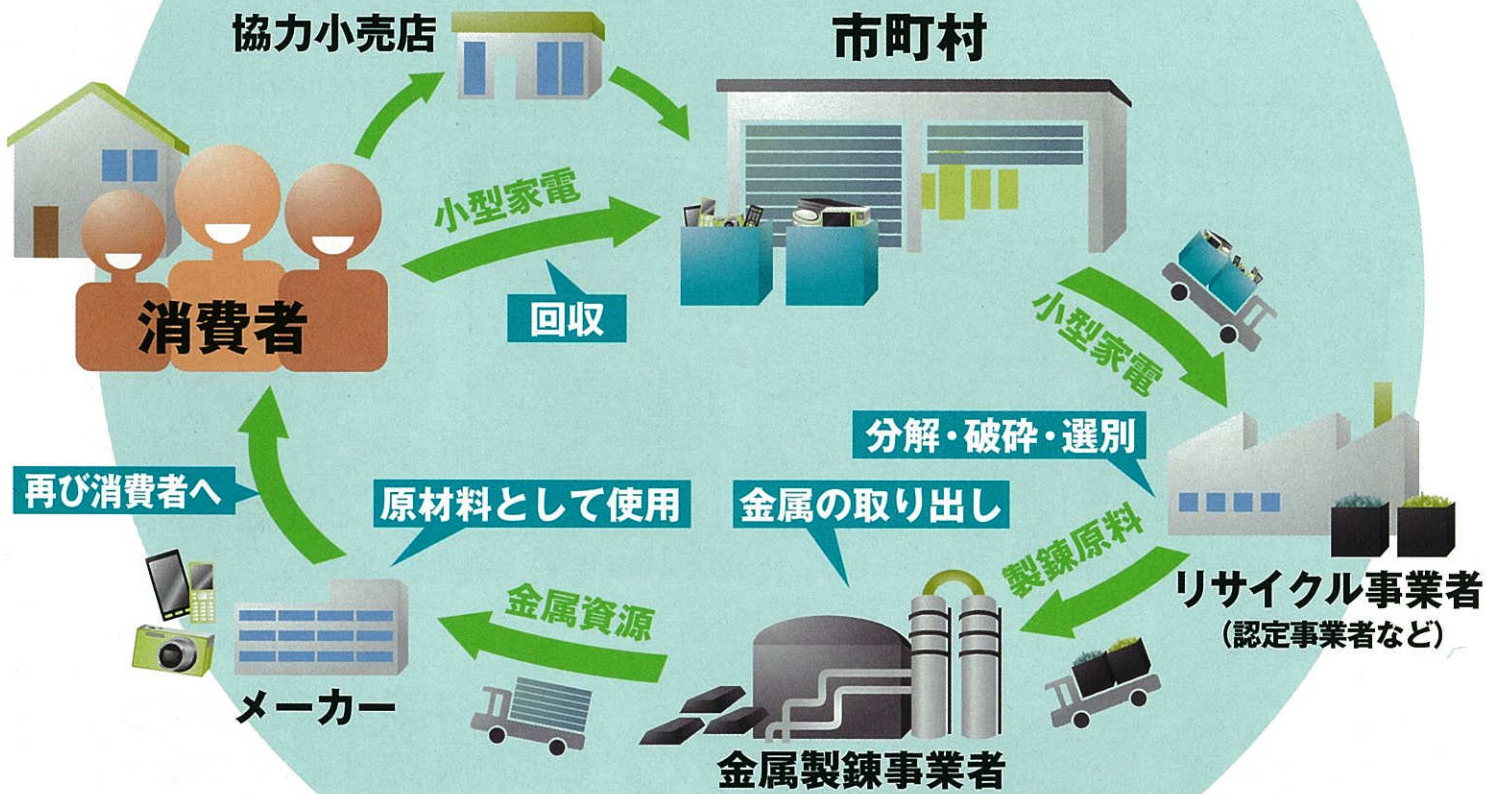 協力小売店
市町村
小型家電
消費者
回収
小型家電
分解・破砕・選別
再び消費者へ
原材料として使用
金属の取り出し
製錬原料
リサイクル事業者
(認定事業者など)
金属資源
メーカー
金属製錬事業者